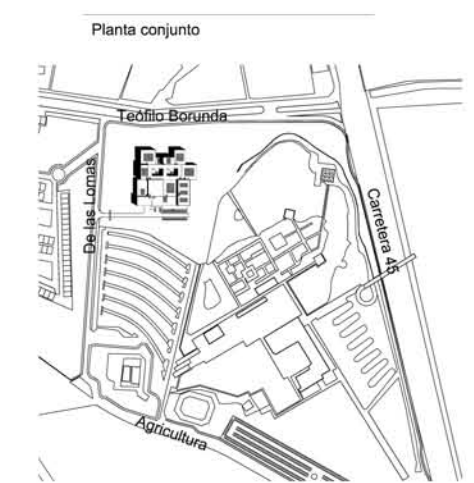 Planta conjunto
Teófilo Borunda
De las Lomas
Carretera 45
Agricultura